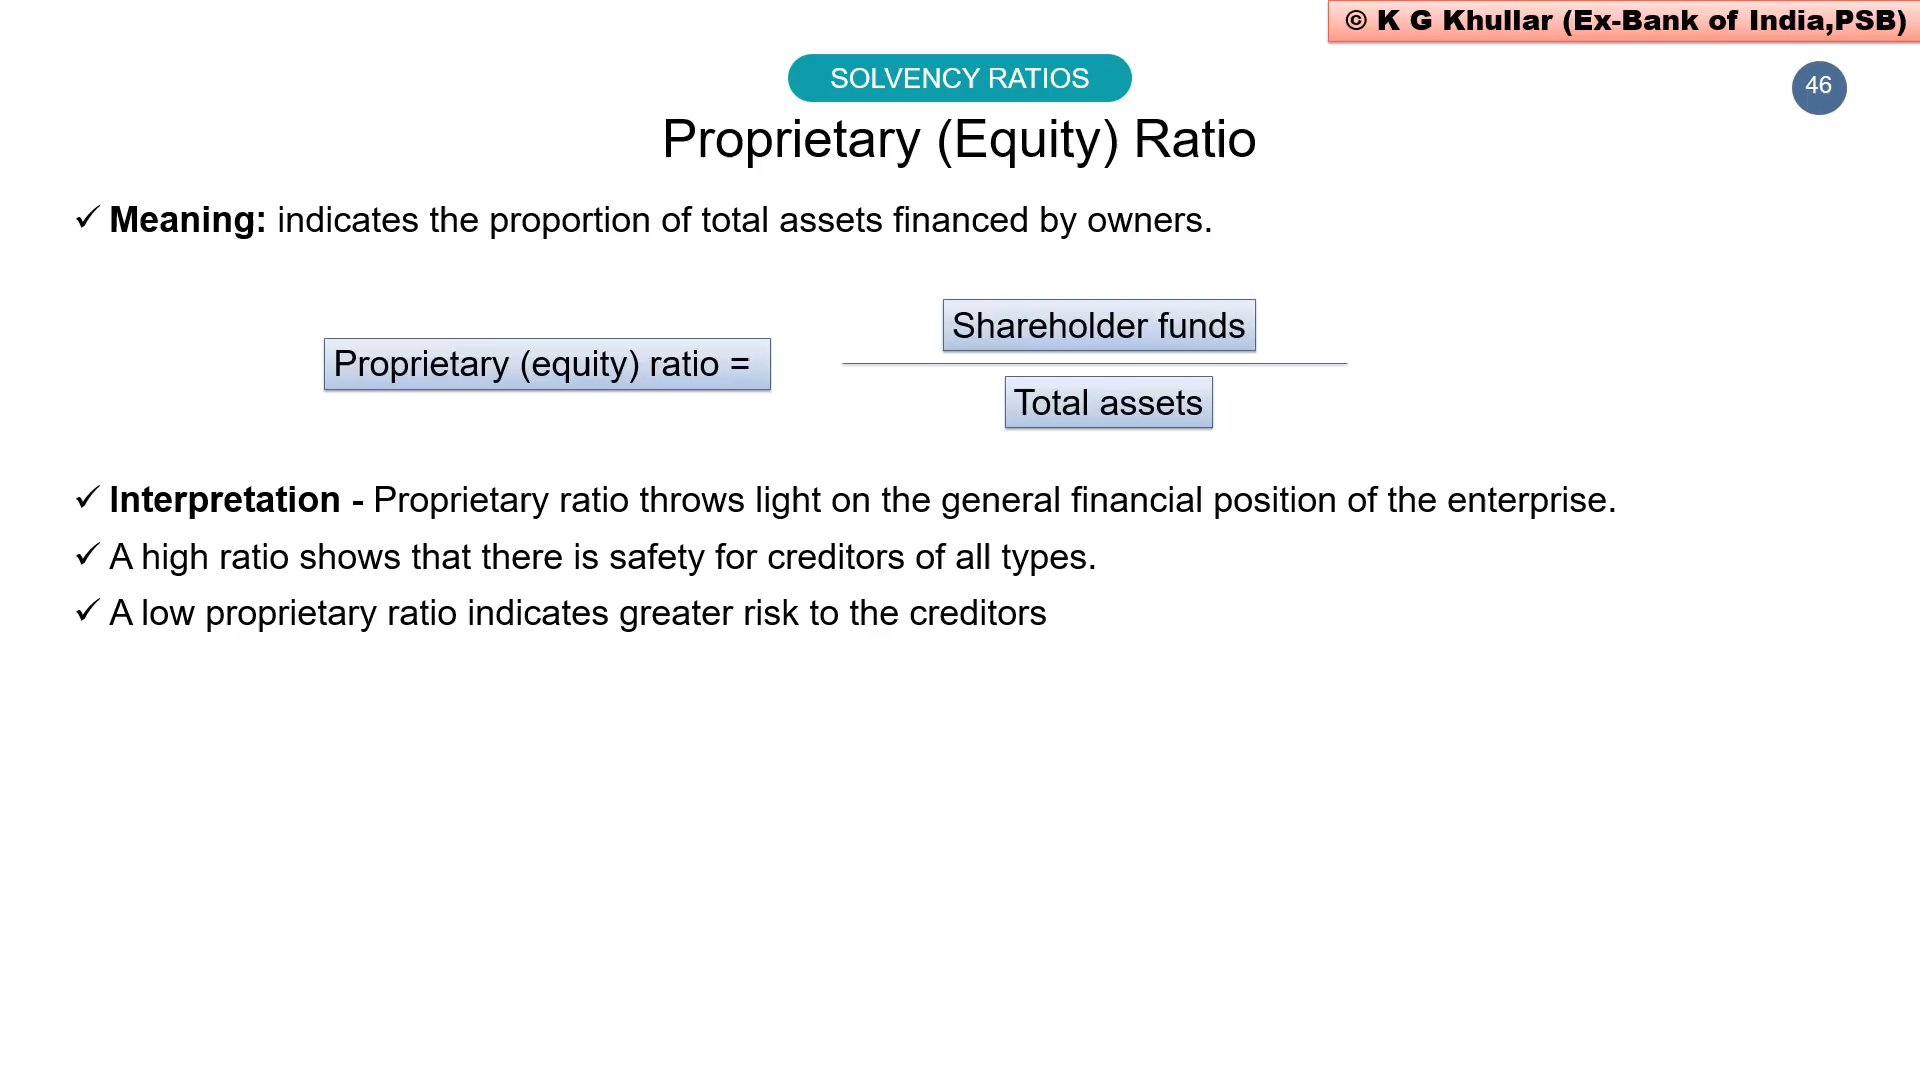 © K G Khullar (Ex-Bank of India,PSB)
SOLVENCY RATIOS
46
Proprietary (Equity) Ratio
✓ Meaning: indicates the proportion of total assets financed by owners.
Shareholder funds
Proprietary (equity) ratio =
Total assets
✓ Interpretation - Proprietary ratio throws light on the general financial position of the enterprise.
✓ A high ratio shows that there is safety for creditors of all types.
✓ A low proprietary ratio indicates greater risk to the creditors